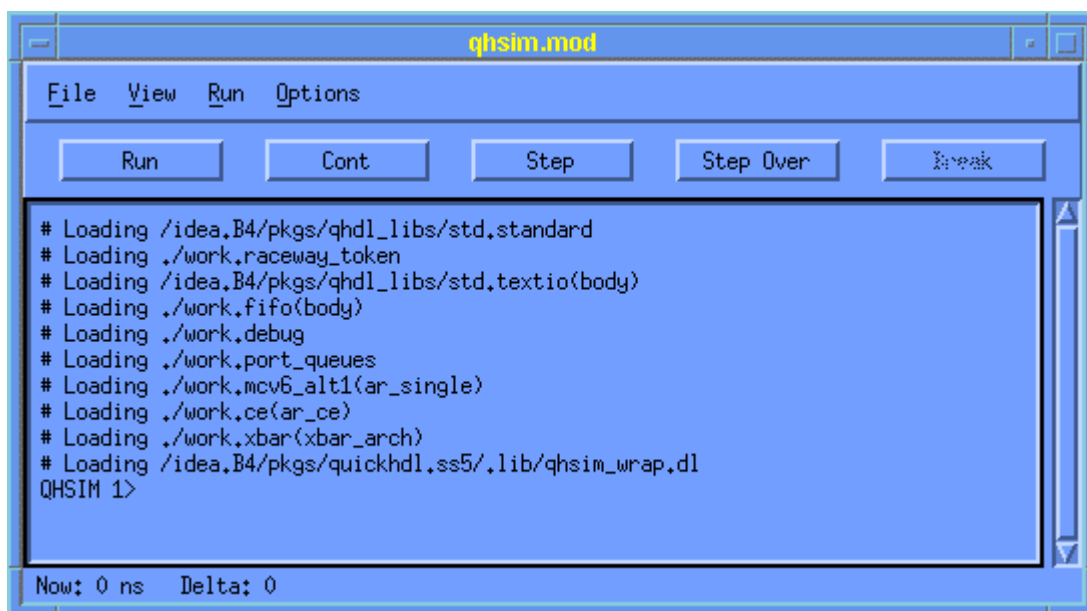 qhsim.mod
File View Run Options
Run Cont Step Step Over Break
# Loading /idea.B4/pkgs/qhdl_libs/std.standard
# Loading ./work.raceway_token
# Loading /idea.B4/pkgs/qhdl_libs/std.textio(body)
# Loading ./work.fifo(body)
# Loading ./work.debug
# Loading ./work.port_queues
# Loading ./work.mcv6_alt1(ar_single)
# Loading ./work.ce(ar_ce)
# Loading ./work.xbar(xbar_arch)
# Loading /idea.B4/pkgs/quickhdl.ss5/.lib/qhsim_wrap.dl
QHSIM 1>
Now: 0 ns Delta: 0